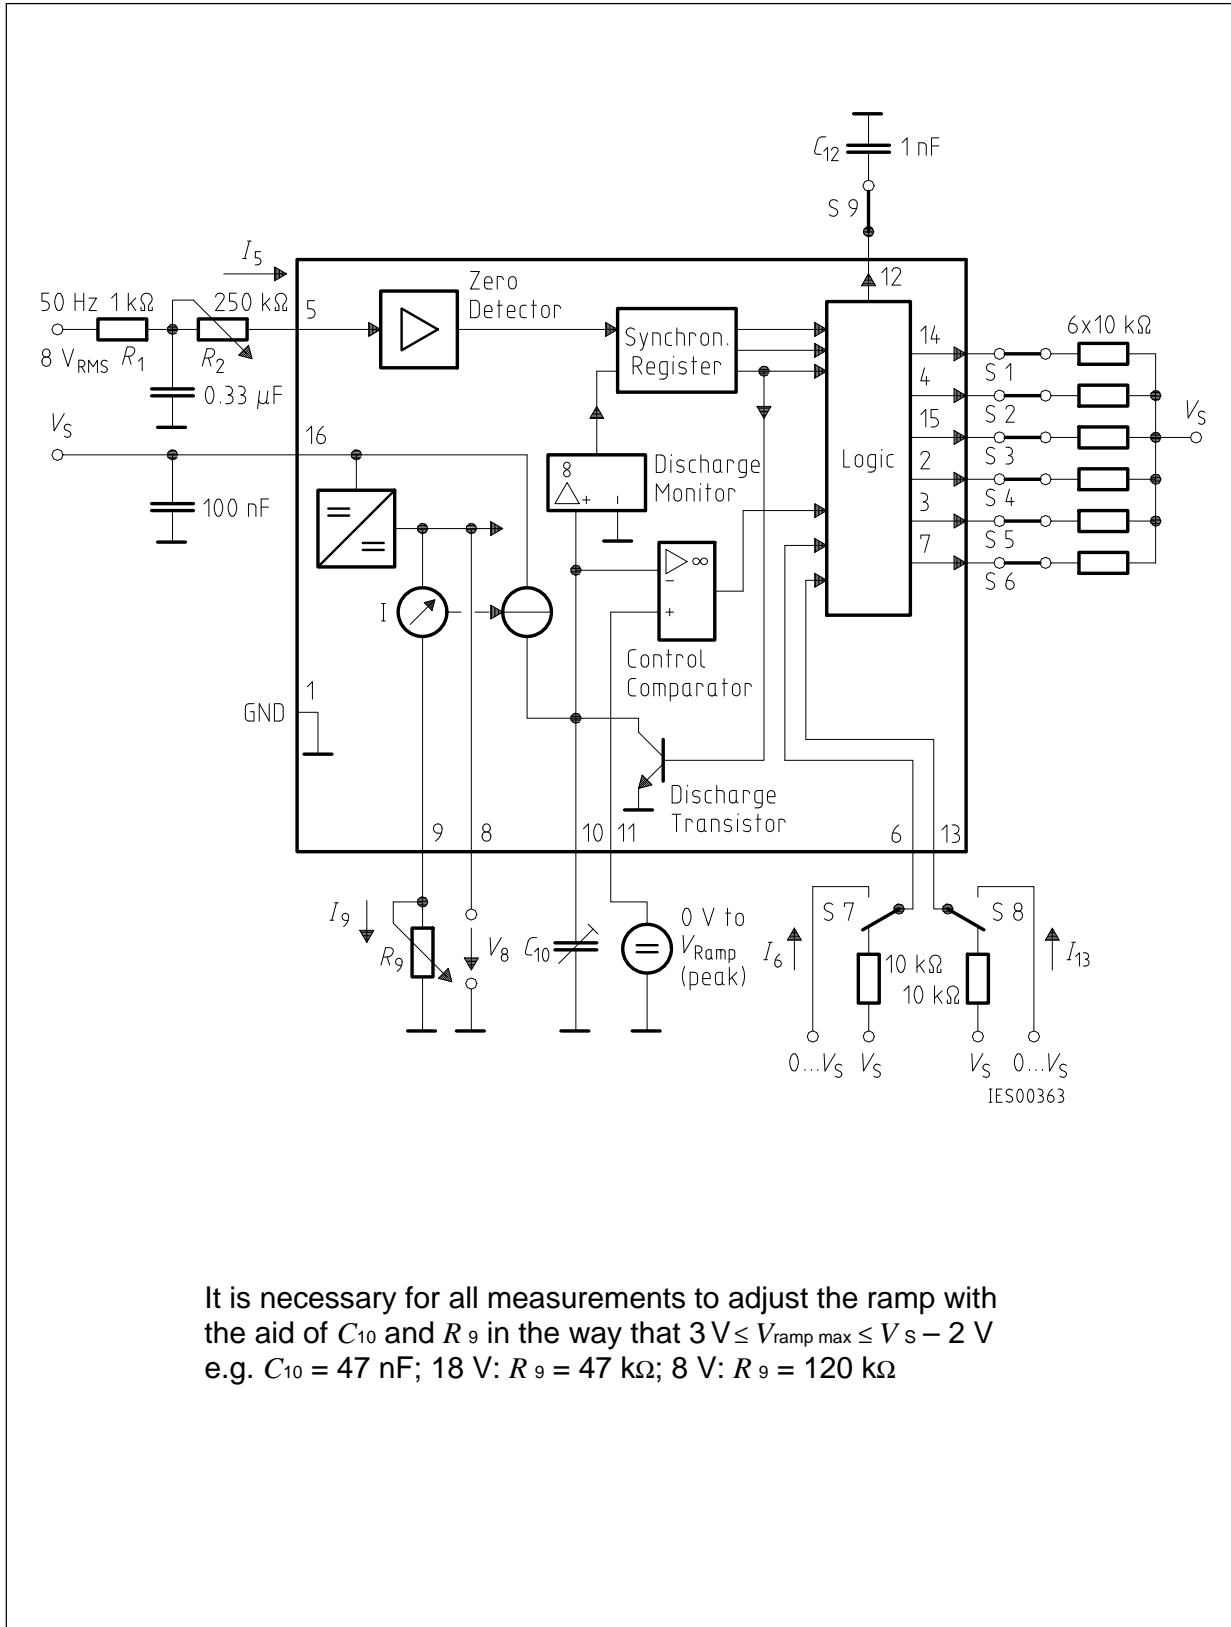 C12 1 nF
S 9
I5
12
50 Hz 1 kΩ 250 kΩ 5
Zero
Detector
8 VRMS R1 R2
0.33 µF
Synchron.
Register
14
6x10 kΩ
S 1
4
S 2
15
S 3
2
S 4
3
S 5
7
S 6
VS
Logic
VS
16
100 nF
8
+ −
Discharge
Monitor
∞
−
+
I
Control
Comparator
1
GND
Discharge
Transistor
9 8 10 11 6 13
I9
R9
V8
C10
0 V to
VRamp
(peak)
S 7 S 8
I6 I13
10 kΩ
10 kΩ
0...VS VS VS 0...VS
IES00363
It is necessary for all measurements to adjust the ramp with
the aid of C10 and R 9 in the way that 3 V ≤ Vramp max ≤ V S – 2 V
e.g. C10 = 47 nF; 18 V: R 9 = 47 kΩ; 8 V: R 9 = 120 kΩ